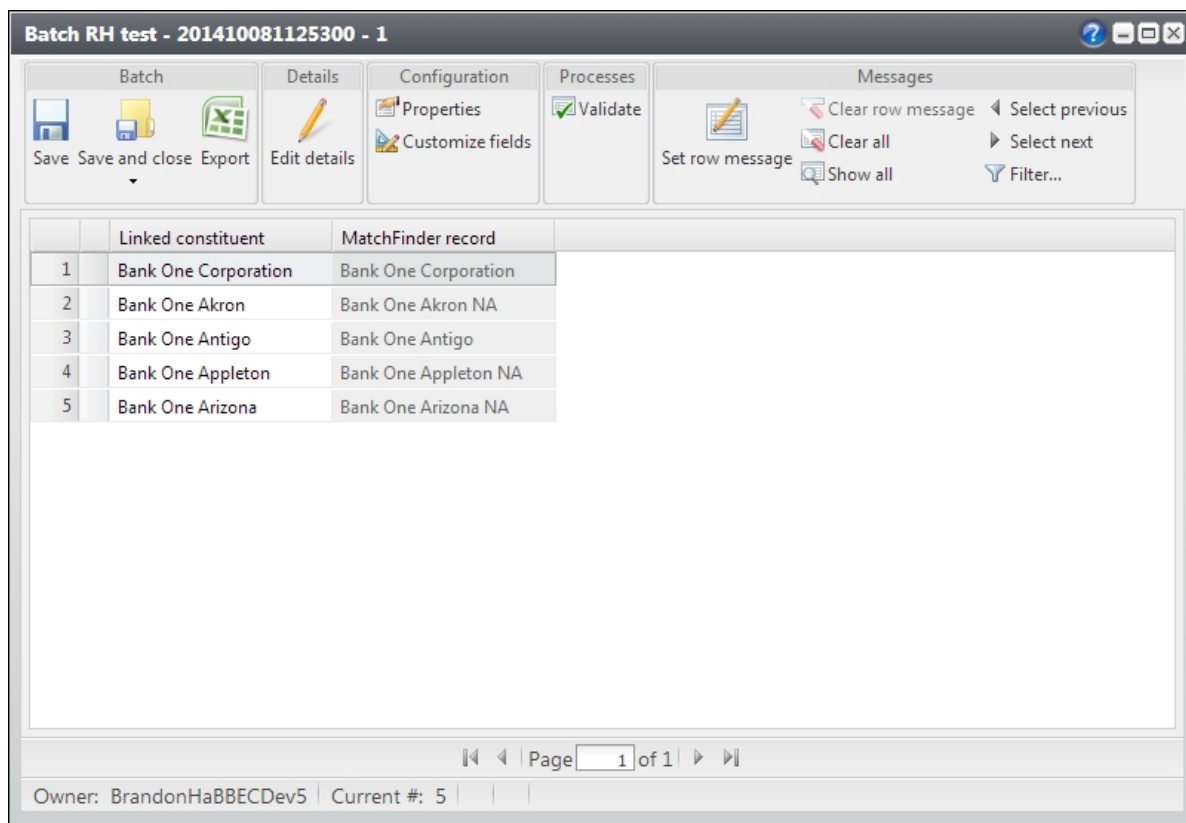 Batch RH test - 201410081125300 - 1
Batch Details Configuration Processes Messages
Save Save and close Export Edit details Properties Customize fields Validate Set row message Clear row message Clear all Show all Select previous Select next Filter...
Linked constituent MatchFinder record
1 Bank One Corporation Bank One Corporation
2 Bank One Akron Bank One Akron NA
3 Bank One Antigo Bank One Antigo
4 Bank One Appleton Bank One Appleton NA
5 Bank One Arizona Bank One Arizona NA
Page 1 of 1
Owner: BrandonHaBBECDev5 Current #: 5